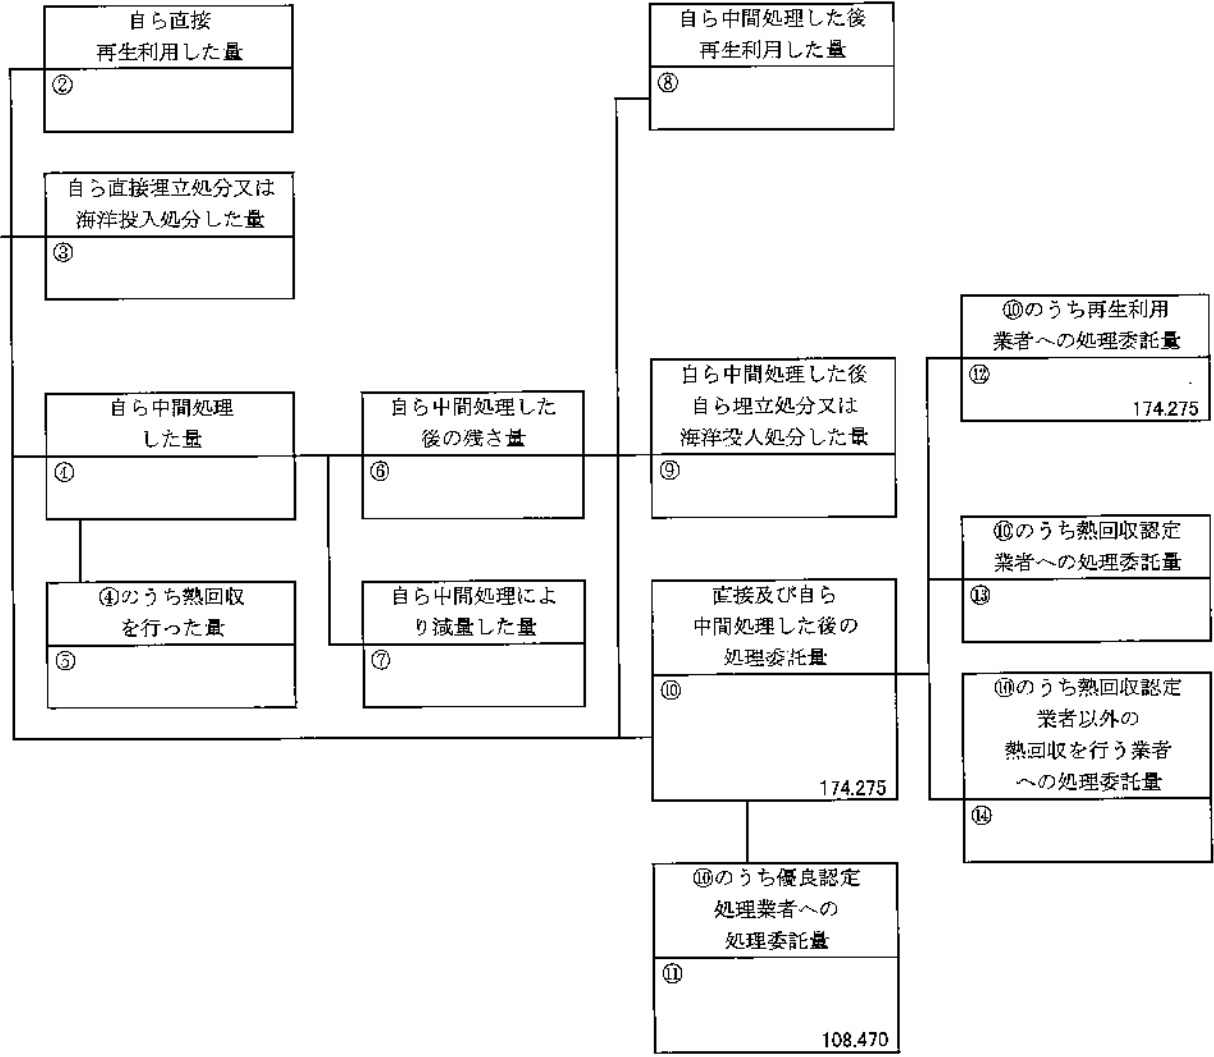 自ら直接
再生利用した量
②
自ら中間処理した後
再生利用した量
⑧
自ら直接埋立処分又は
海洋投入処分した量
③
⑩のうち再生利用
業者への処理委託量
⑫
174.275
自ら中間処理
した量
④
自ら中間処理した
後の残さ量
⑥
自ら中間処理した後
自ら埋立処分又は
海洋投入処分した量
⑨
⑩のうち熱回収認定
業者への処理委託量
⑬
④のうち熱回収
を行った量
⑤
自ら中間処理によ
り減量した量
⑦
直接及び自ら
中間処理した後の
処理委託量
⑩
174.275
⑩のうち熱回収認定
業者以外の
熱回収を行う業者
への処理委託量
⑭
⑩のうち優良認定
処理業者への
処理委託量
⑪
108.470